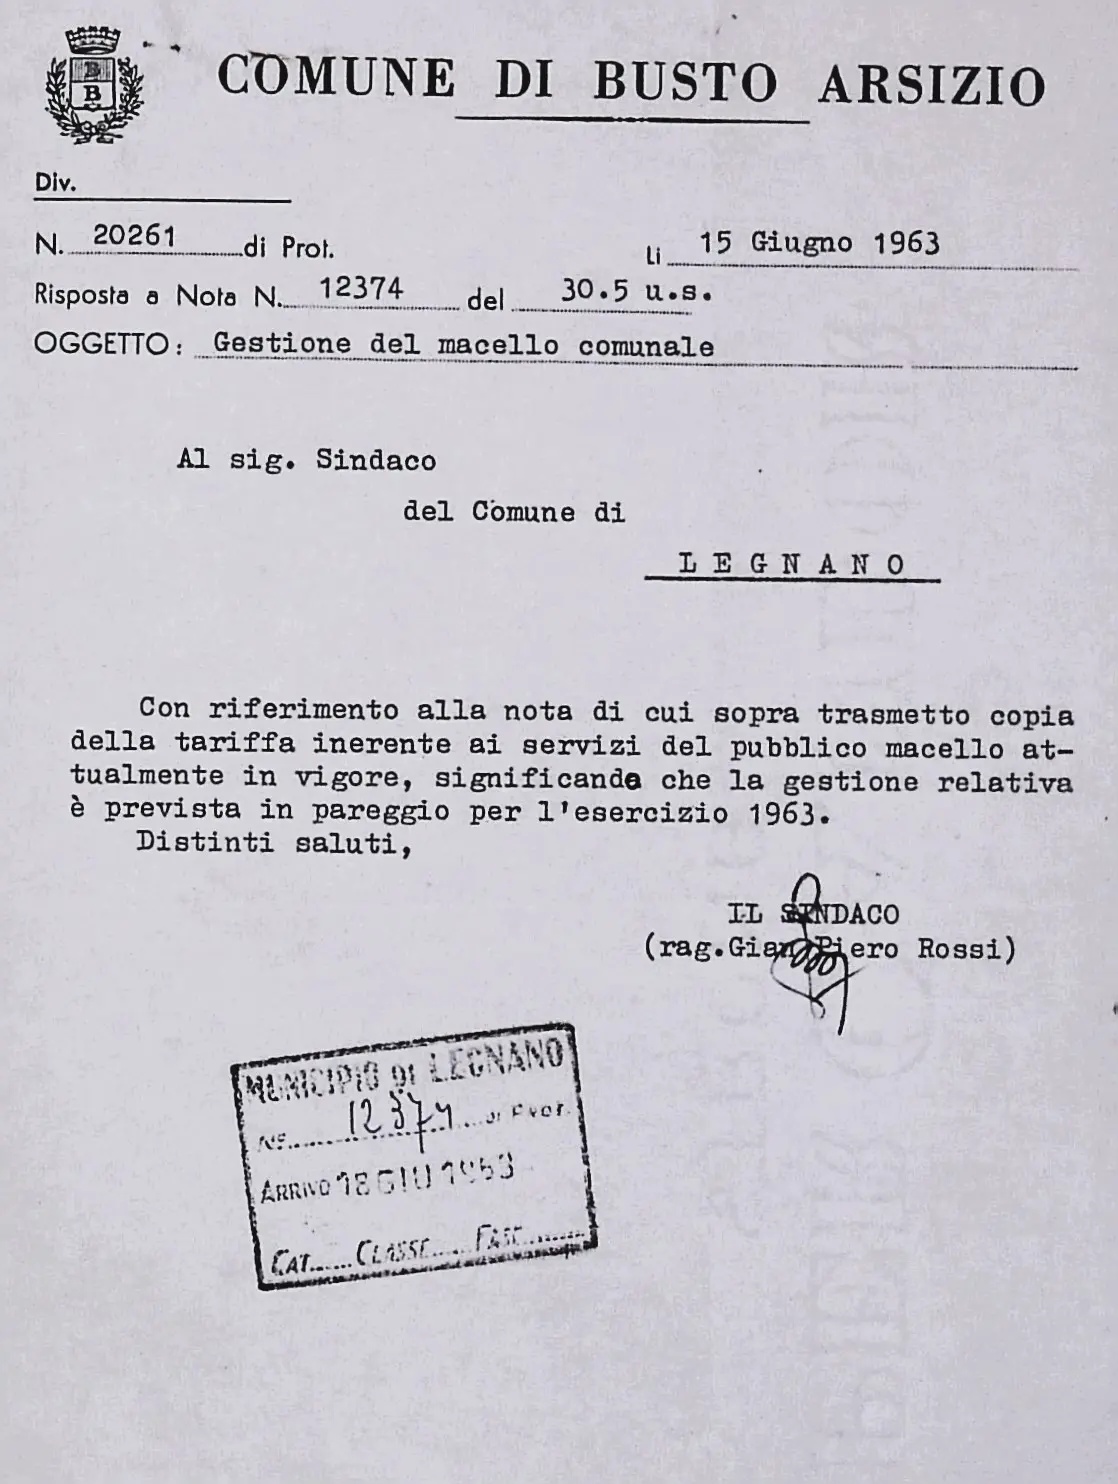 B
B
COMUNE DI BUSTO ARSIZIO
Div.
N. 20261 di Prot.
li 15 Giugno 1963
Risposta a Nota N. 12374 del 30.5 u.s.
OGGETTO: Gestione del macello comunale
Al sig. Sindaco
del Comune di
LEGNANO
Con riferimento alla nota di cui sopra trasmetto copia
della tariffa inerente ai servizi del pubblico macello at-
tualmente in vigore, significando che la gestione relativa
è prevista in pareggio per l'esercizio 1963.
Distinti saluti,
IL SINDACO
(rag.Gian Piero Rossi)
MUNICIPIO DI LEGNANO
N°. 12374 di Prot.
ARRIVO 18 GIU 1963
CAT...... CLASSE...... FASC.........